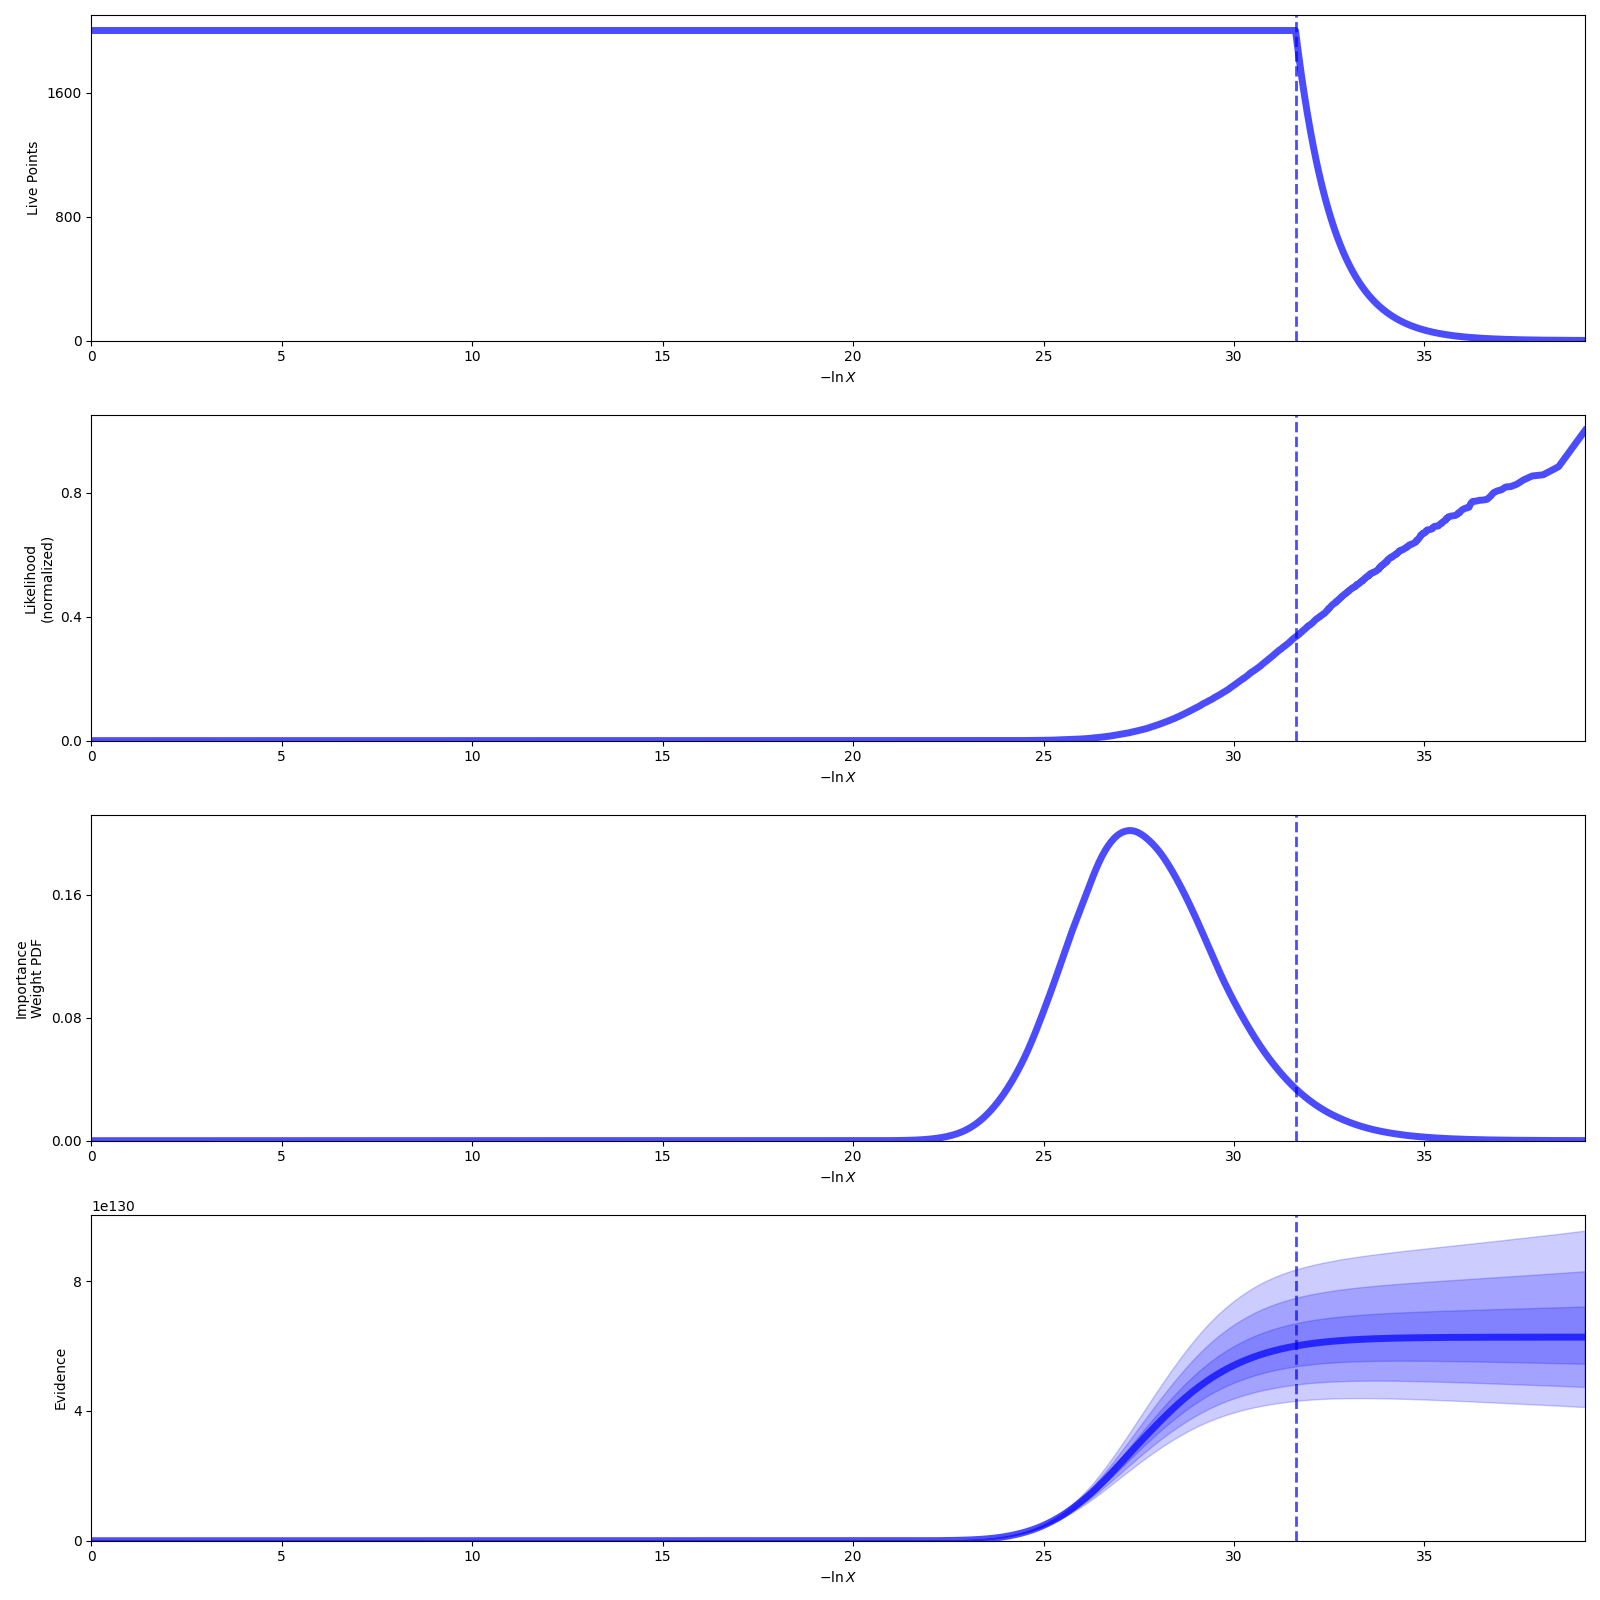 1600
800
0
Live Points
0 5 10 15 20 25 30 35
−ln X
0.8
0.4
0.0
Likelihood
(normalized)
0 5 10 15 20 25 30 35
−ln X
0.16
0.08
0.00
Importance
Weight PDF
0 5 10 15 20 25 30 35
−ln X
1e130
8
4
0
Evidence
0 5 10 15 20 25 30 35
−ln X